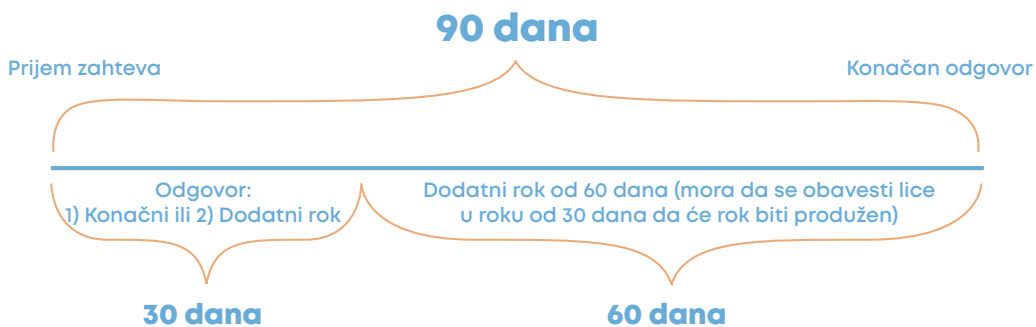 90 dana
Prijem zahteva
Konačan odgovor
Odgovor:
1) Konačni ili 2) Dodatni rok
Dodatni rok od 60 dana (mora da se obavesti lice
u roku od 30 dana da će rok biti produžen)
30 dana
60 dana